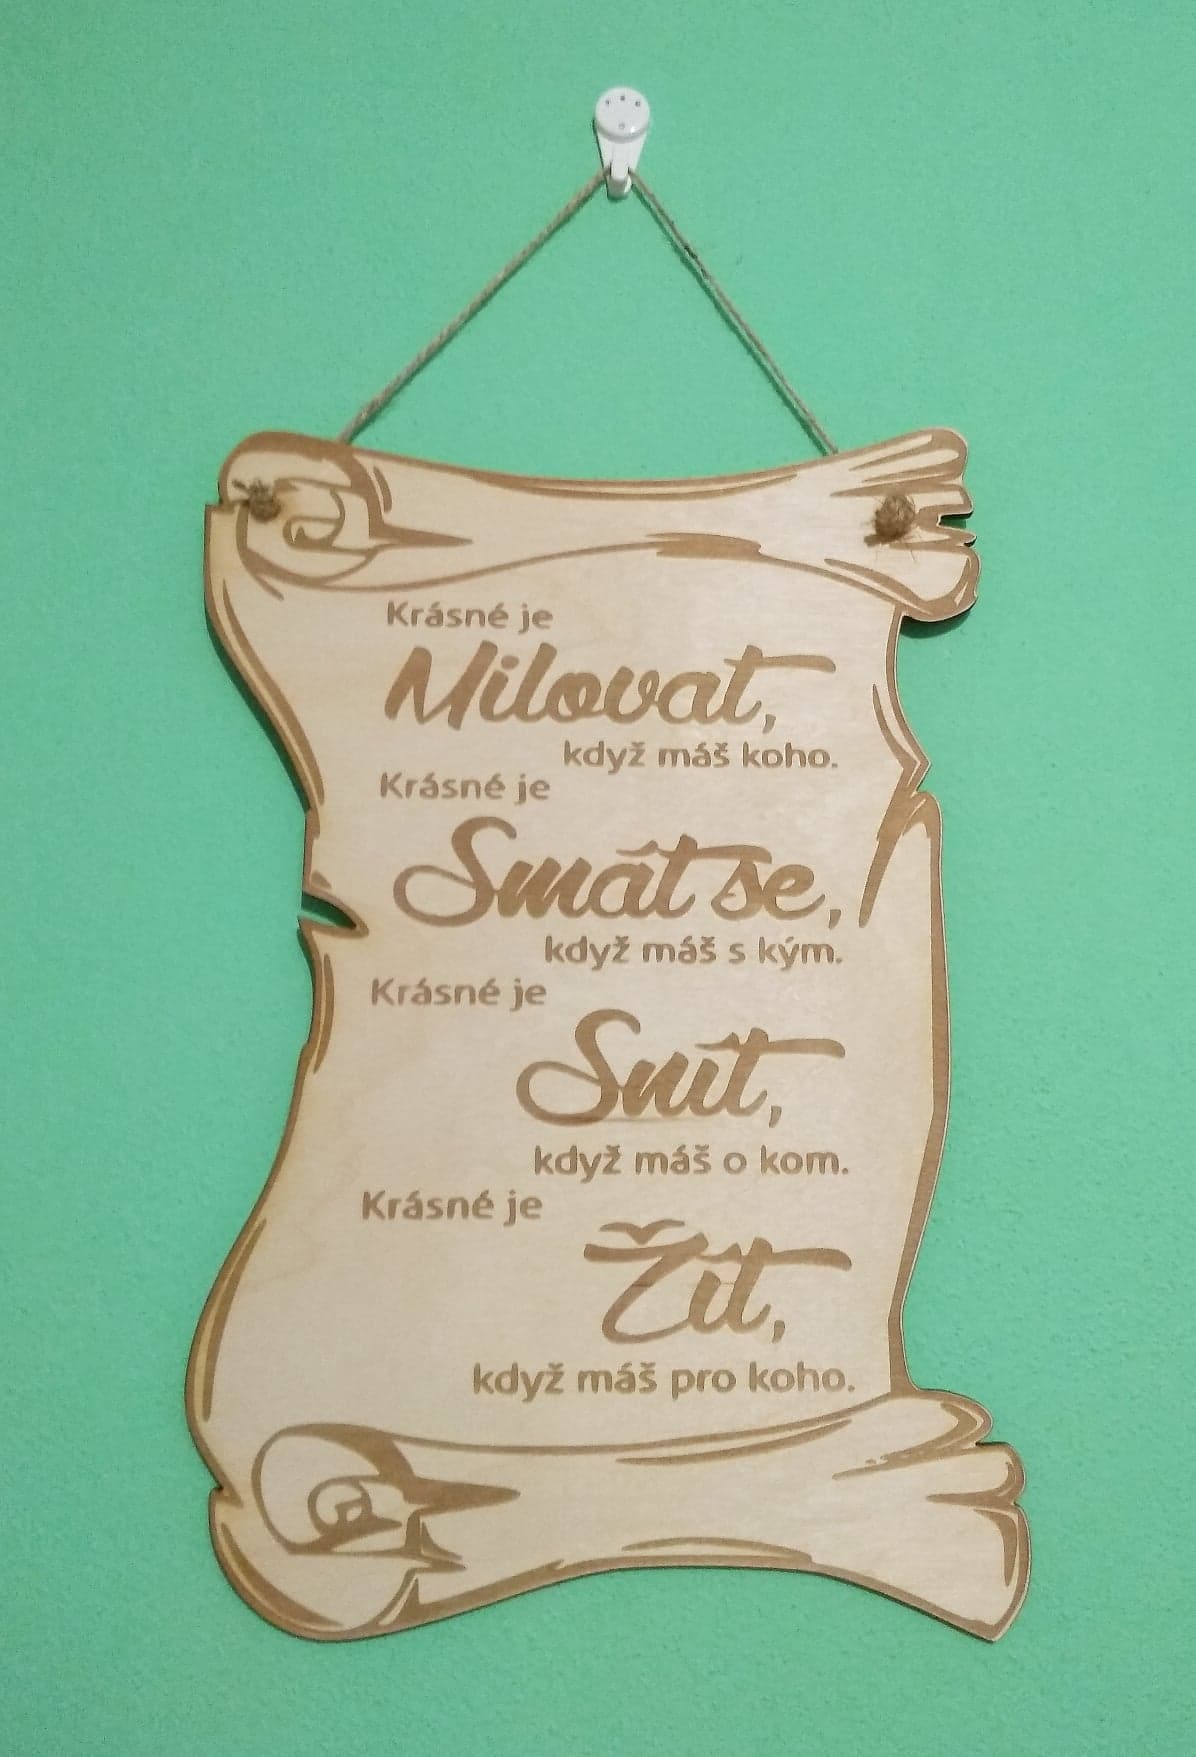 Krásné je
Milovat,
když máš koho.
Krásné je
Smát se,
když máš s kým.
Krásné je
Snít,
když máš o kom.
Krásné je
Žít,
když máš pro koho.